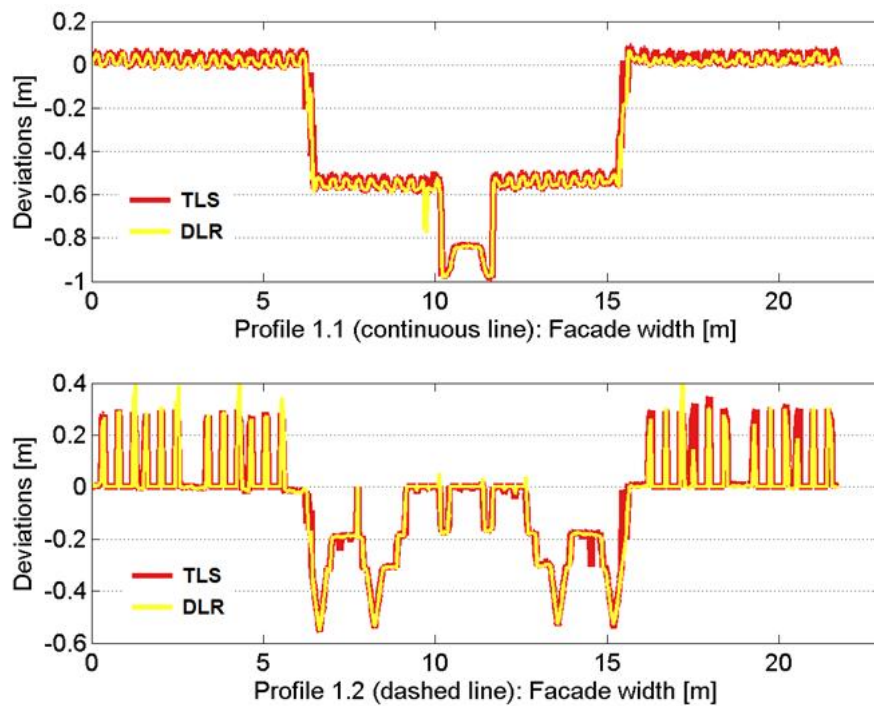 0.2
0
-0.2
-0.4
-0.6
-0.8
-1
Deviations [m]
TLS
DLR
0 5 10 15 20
Profile 1.1 (continuous line): Facade width [m]
0.4
0.2
0
-0.2
-0.4
-0.6
Deviations [m]
TLS
DLR
0 5 10 15 20
Profile 1.2 (dashed line): Facade width [m]